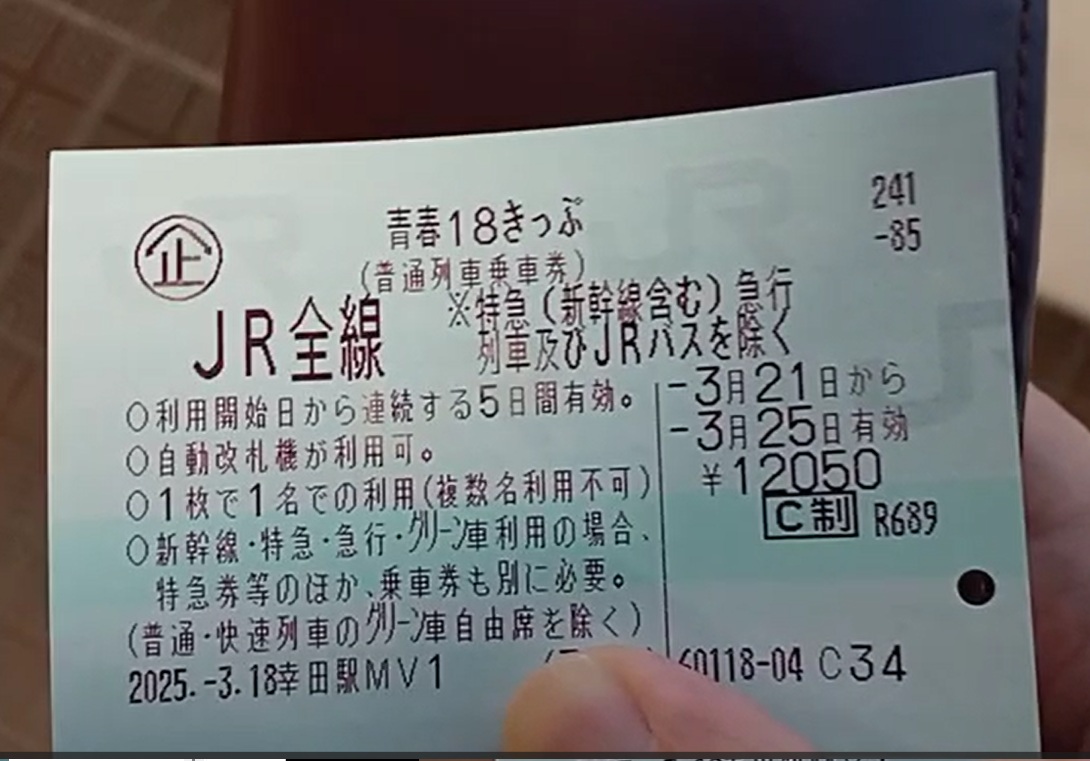 241
-85
企
青春18きっぷ
(普通列車乗車券)
JR全線
※特急(新幹線含む)急行
列車及びJRバスを除く
○利用開始日から連続する5日間有効。
○自動改札機が利用可。
○1枚で1名での利用(複数名利用不可)
○新幹線・特急・急行・グリーン車利用の場合、
特急券等のほか、乗車券も別に必要。
(普通・快速列車のグリーン車自由席を除く)
-3月21日から
-3月25日有効
¥12050
C制 R689
2025.-3.18幸田駅MV1
60118-04 C34